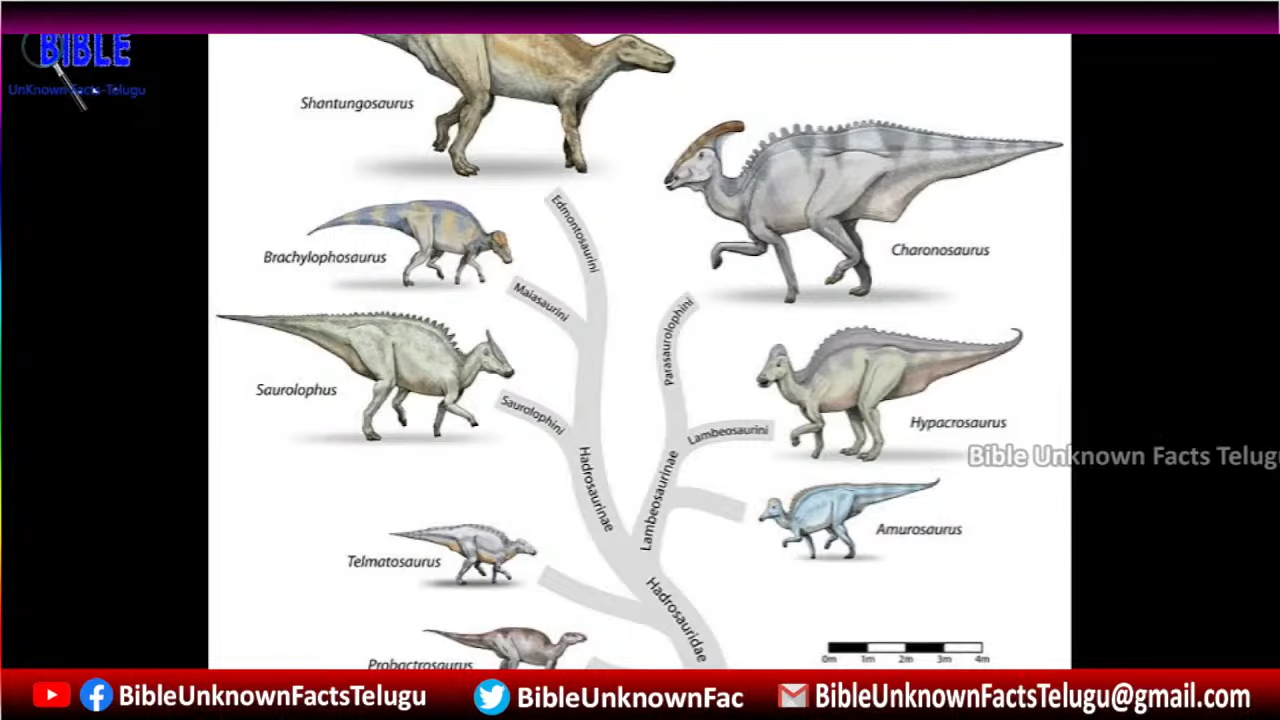 BIBLE
UnKnown Facts-Telugu
Shantungosaurus
Edmontosaurini
Charonosaurus
Brachylophosaurus
Maiasaurini
Parasaurolophini
Saurolophus
Saurolophini
Hypacrosaurus
Lambeosaurini
Bible Unknown Facts Telugu
Hadrosaurinae
Lambeosaurinae
Amurosaurus
Telmatosaurus
Hadrosauridae
Probactrosaurus
0m 1m 2m 3m 4m
BibleUnknownFactsTelugu
BibleUnknownFac
BibleUnknownFactsTelugu@gmail.com